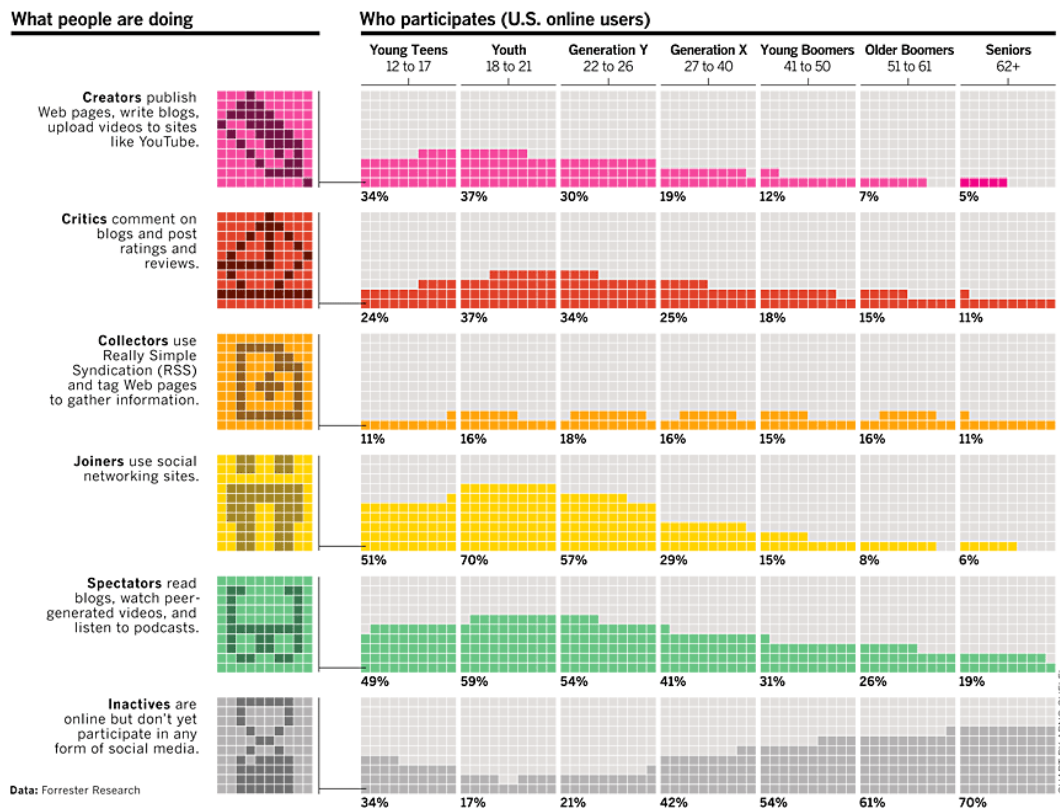 What people are doing
Who participates (U.S. online users)
Young Teens Youth Generation Y Generation X Young Boomers Older Boomers Seniors
12 to 17 18 to 21 22 to 26 27 to 40 41 to 50 51 to 61 62+
Creators publish
Web pages, write blogs,
upload videos to sites
like YouTube.
34% 37% 30% 19% 12% 7% 5%
Critics comment on
blogs and post
ratings and
reviews.
24% 37% 34% 25% 18% 15% 11%
Collectors use
Really Simple
Syndication (RSS)
and tag Web pages
to gather information.
11% 16% 18% 16% 15% 16% 11%
Joiners use social
networking sites.
51% 70% 57% 29% 15% 8% 6%
Spectators read
blogs, watch peer-
generated videos, and
listen to podcasts.
49% 59% 54% 41% 31% 26% 19%
Inactives are
online but don't yet
participate in any
form of social media.
34% 17% 21% 42% 54% 61% 70%
Data: Forrester Research